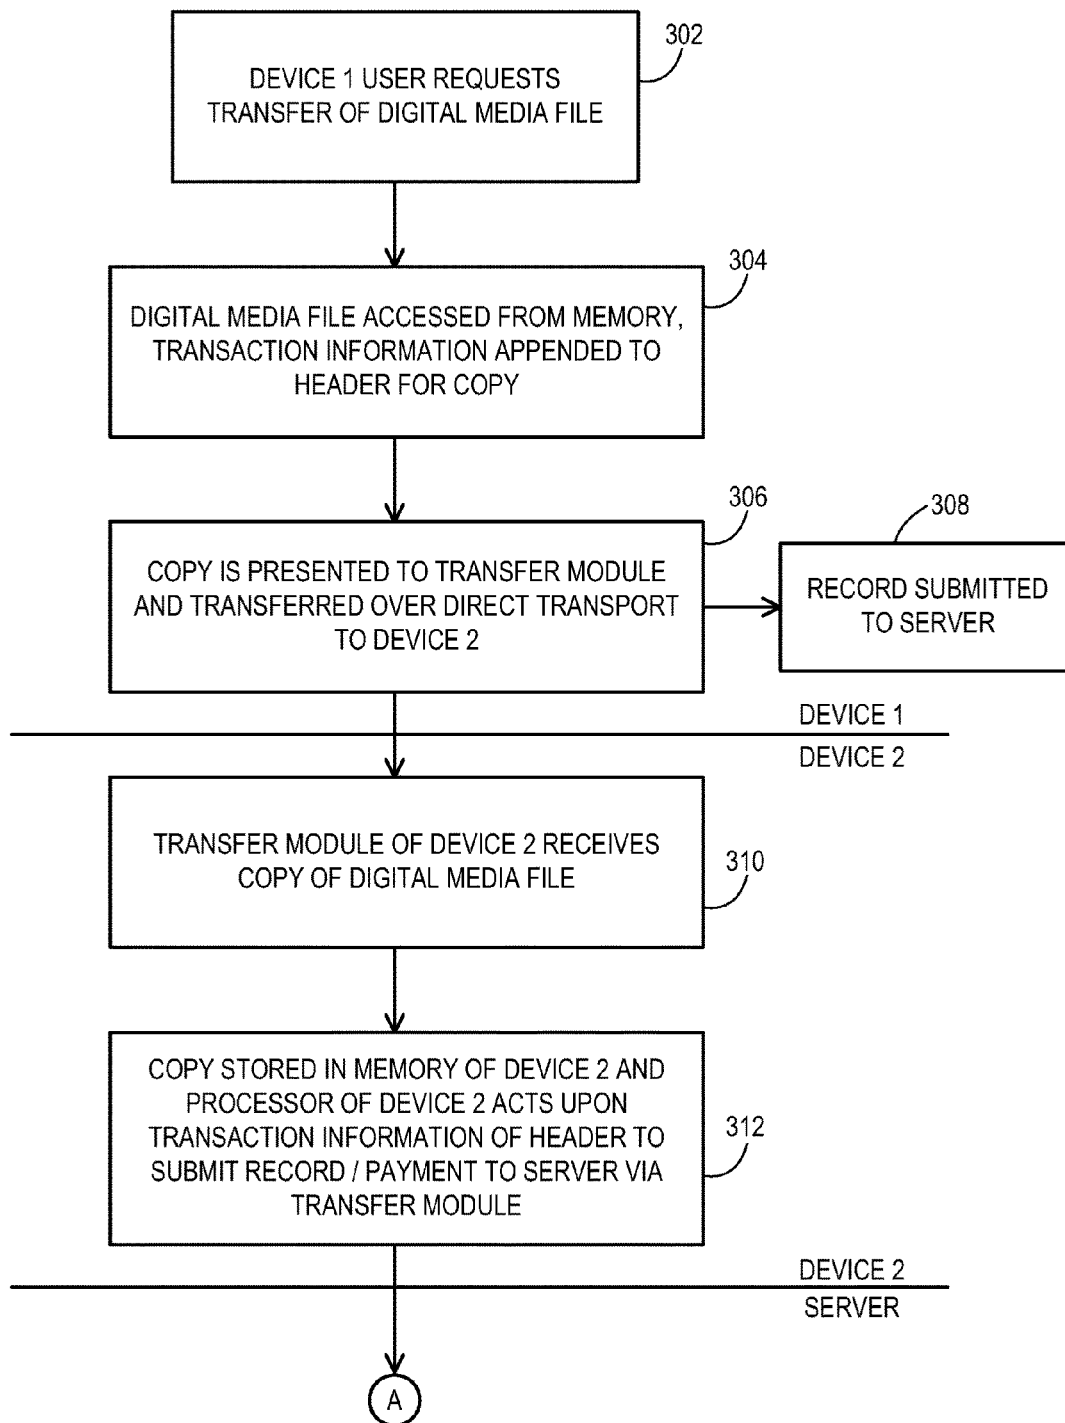 302
DEVICE 1 USER REQUESTS
TRANSFER OF DIGITAL MEDIA FILE
304
DIGITAL MEDIA FILE ACCESSED FROM MEMORY,
TRANSACTION INFORMATION APPENDED TO
HEADER FOR COPY
306
COPY IS PRESENTED TO TRANSFER MODULE
AND TRANSFERRED OVER DIRECT TRANSPORT
TO DEVICE 2
308
RECORD SUBMITTED
TO SERVER
DEVICE 1
DEVICE 2
TRANSFER MODULE OF DEVICE 2 RECEIVES
COPY OF DIGITAL MEDIA FILE
310
COPY STORED IN MEMORY OF DEVICE 2 AND
PROCESSOR OF DEVICE 2 ACTS UPON
TRANSACTION INFORMATION OF HEADER TO
SUBMIT RECORD / PAYMENT TO SERVER VIA
TRANSFER MODULE
312
DEVICE 2
SERVER
A